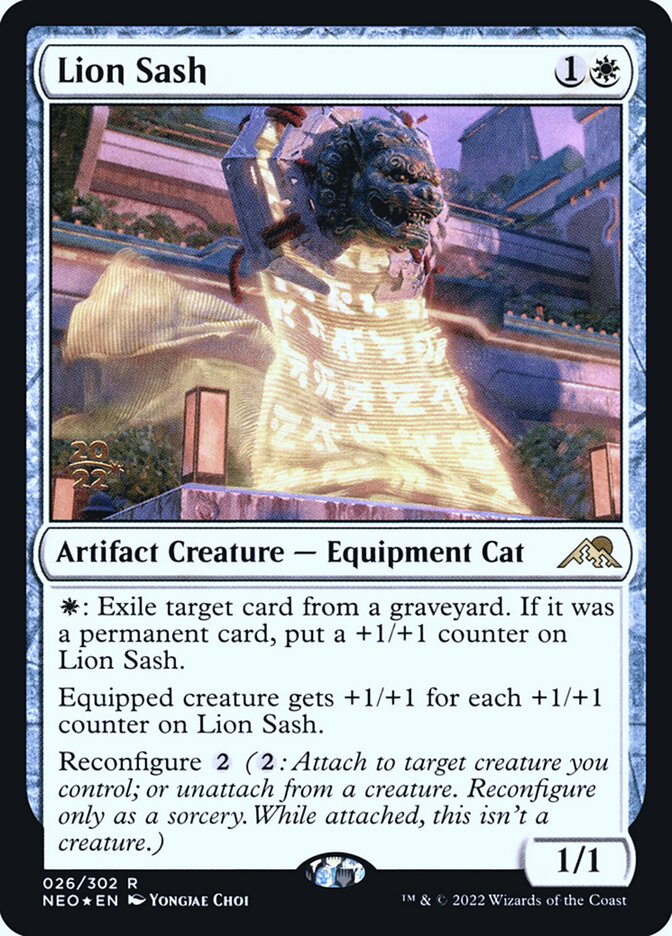 Lion Sash
1
20
22
Artifact Creature — Equipment Cat
: Exile target card from a graveyard. If it was
a permanent card, put a +1/+1 counter on
Lion Sash.
Equipped creature gets +1/+1 for each +1/+1
counter on Lion Sash.
Reconfigure 2 (2: Attach to target creature you
control; or unattach from a creature. Reconfigure
only as a sorcery. While attached, this isn't a
creature.)
1/1
026/302 R
NEO★EN Yongjae Choi
™ & © 2022 Wizards of the Coast